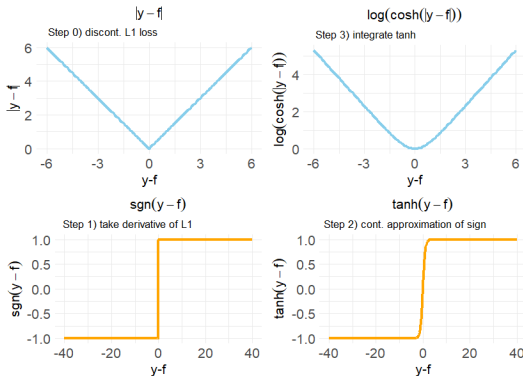 |y − f|
Step 0) discont. L1 loss
|y − f|
6
4
2
0
-6
-3
0
3
6
y-f
log(cosh(|y − f|))
Step 3) integrate tanh
log(cosh(|y − f|))
4
2
0
-6
-3
0
3
6
y-f
sgn(y − f)
Step 1) take derivative of L1
sgn(y − f)
1.0
0.5
0.0
-0.5
-1.0
-40
-20
0
20
40
y-f
tanh(y − f)
Step 2) cont. approximation of sign
tanh(y − f)
1.0
0.5
0.0
-0.5
-1.0
-40
-20
0
20
40
y-f